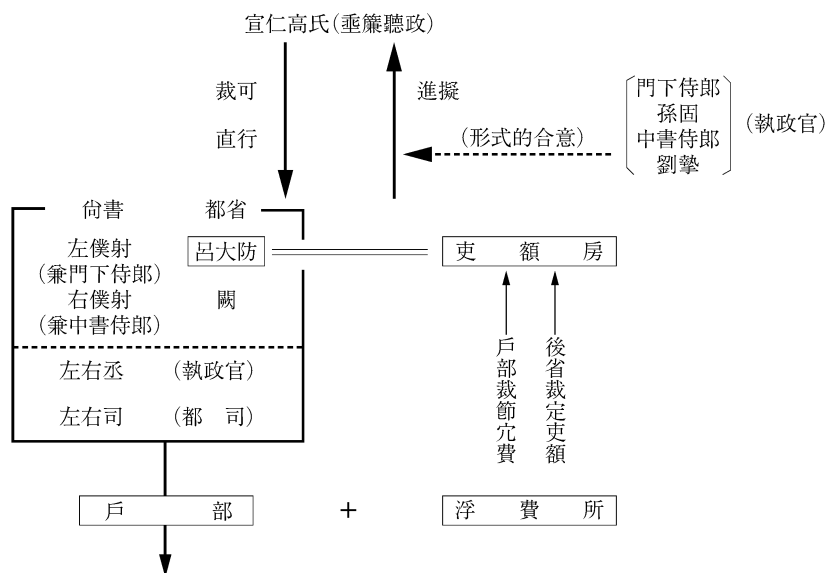 宣仁高氏(垂簾聽政)
裁可
直行
進擬
(形式的合意)
門下侍郎
孫固
中書侍郎
劉摯
(執政官)
尙書 都省
左僕射
(兼門下侍郎)
右僕射
(兼中書侍郎)
呂大防
闕
左右丞 (執政官)
左右司 (都 司)
吏 額 房
戶部裁節冗費
後省裁定吏額
戶 部
+
浮 費 所